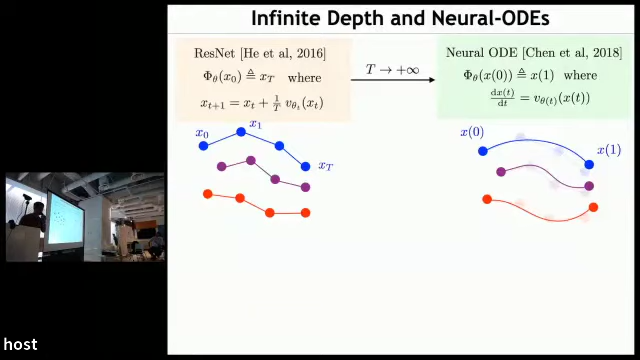 Infinite Depth and Neural-ODEs
ResNet [He et al, 2016]
Φ_θ(x_0) ≜ x_T where
x_{t+1} = x_t + 1/T v_{θ_t}(x_t)
T → +∞
Neural ODE [Chen et al, 2018]
Φ_θ(x(0)) ≜ x(1) where
dx(t)/dt = v_{θ(t)}(x(t))
x_0
x_1
x_T
x(0)
x(1)
host